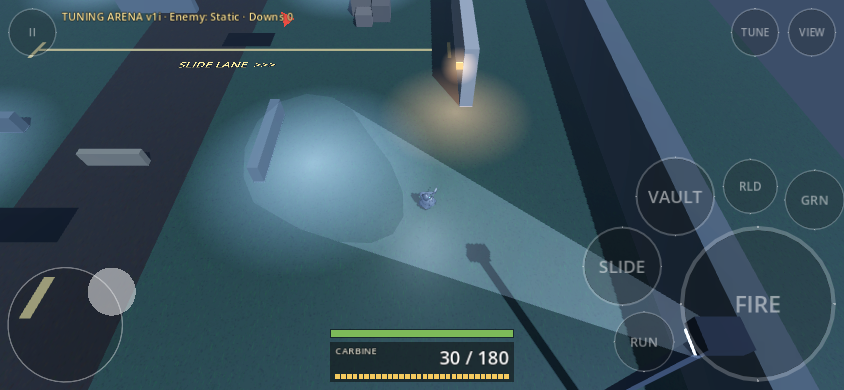 TUNING ARENA v1i · Enemy: Static · Downs 0
II
TUNE
VIEW
SLIDE LANE >>>
VAULT
RLD
GRN
SLIDE
FIRE
RUN
CARBINE
30 / 180